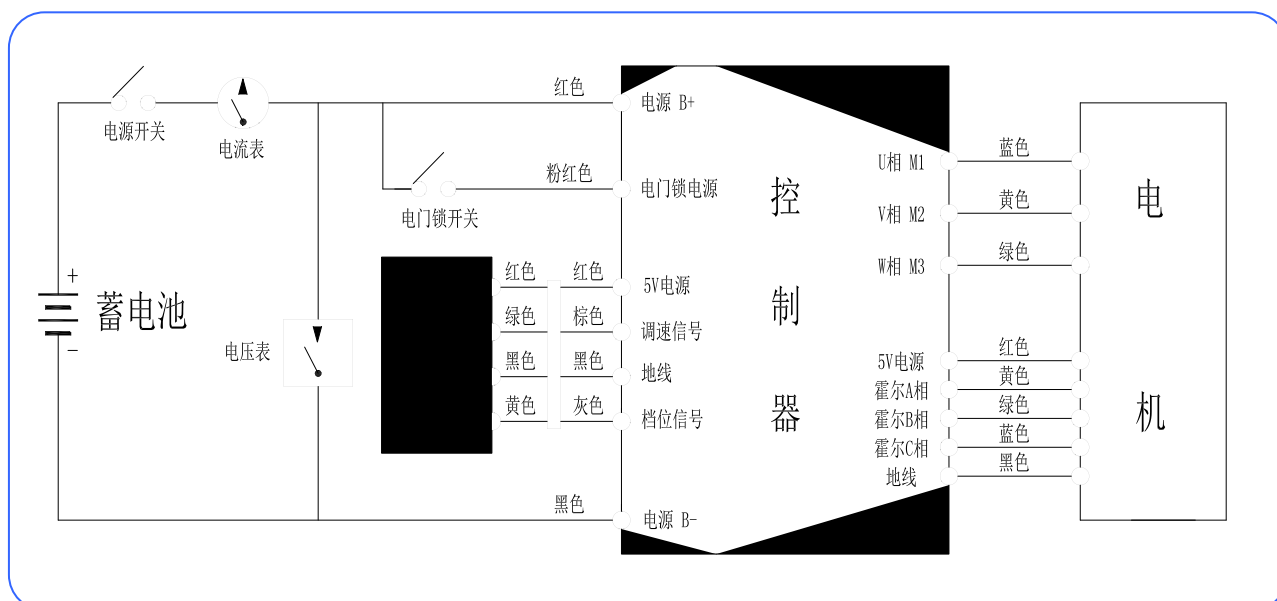 电源开关
电流表
红色
电源 B+
粉红色
电门锁电源
电门锁开关
+
蓄电池
-
电压表
红色 红色
5V电源
绿色 棕色
调速信号
黑色 黑色
地线
黄色 灰色
档位信号
黑色
电源 B-
控
制
器
U相 M1
蓝色
V相 M2
黄色
W相 M3
绿色
5V电源
红色
霍尔A相
黄色
霍尔B相
绿色
霍尔C相
蓝色
地线
黑色
电
机